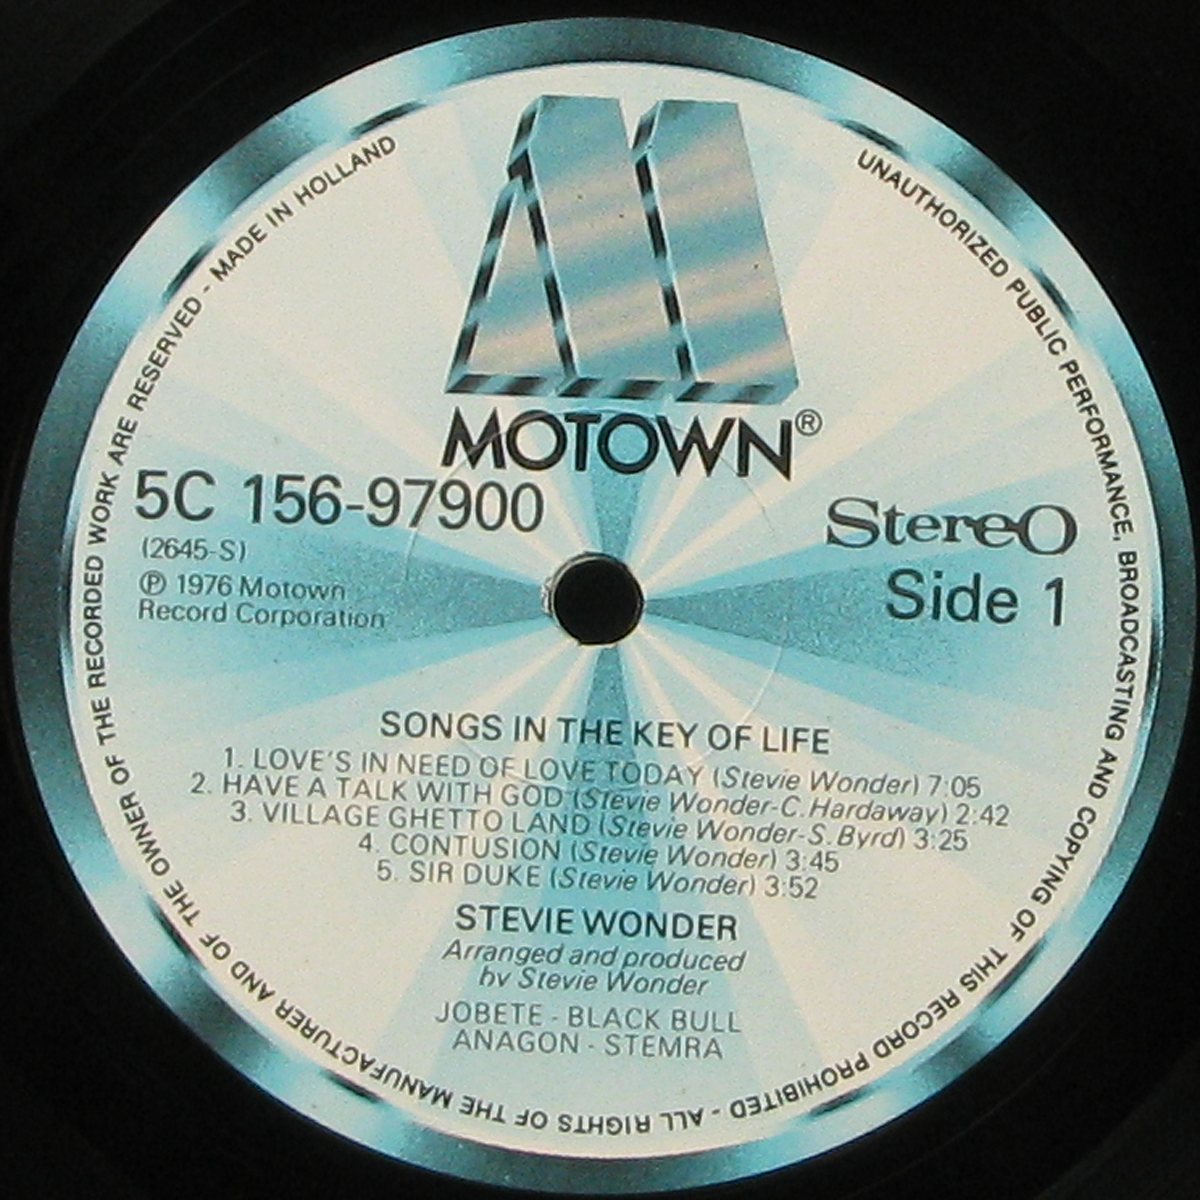 MOTOWN®
5C 156-97900
(2645-S)
℗ 1976 Motown
Record Corporation
Stereo
Side 1
SONGS IN THE KEY OF LIFE
1. LOVE'S IN NEED OF LOVE TODAY (Stevie Wonder) 7:05
2. HAVE A TALK WITH GOD (Stevie Wonder-C. Hardaway) 2:42
3. VILLAGE GHETTO LAND (Stevie Wonder-S. Byrd) 3:25
4. CONTUSION (Stevie Wonder) 3:45
5. SIR DUKE (Stevie Wonder) 3:52
STEVIE WONDER
Arranged and produced
by Stevie Wonder
JOBETE - BLACK BULL
ANAGON - STEMRA
UNAUTHORIZED PUBLIC PERFORMANCE, BROADCASTING AND COPYING OF THIS RECORD PROHIBITED - ALL RIGHTS OF THE MANUFACTURER AND OF THE OWNER OF THE RECORDED WORK ARE RESERVED - MADE IN HOLLAND